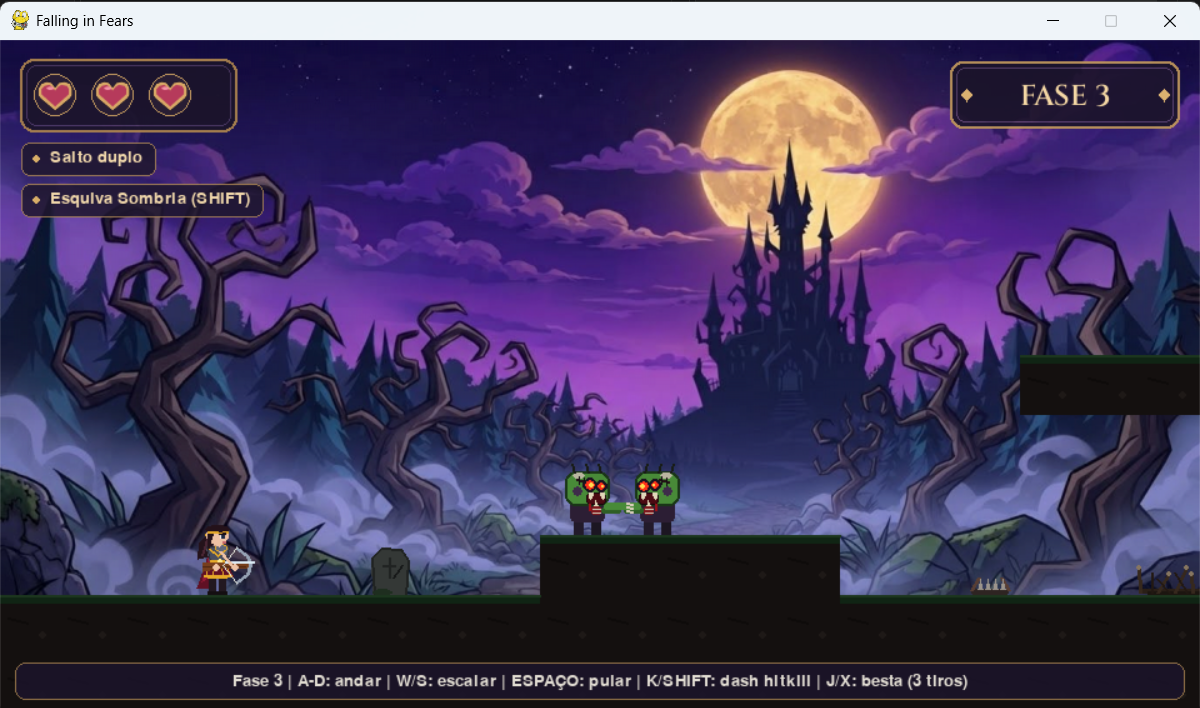 Falling in Fears
FASE 3
Salto duplo
Esquiva Sombria (SHIFT)
Fase 3 | A-D: andar | W/S: escalar | ESPAÇO: pular | K/SHIFT: dash hitkill | J/X: besta (3 tiros)